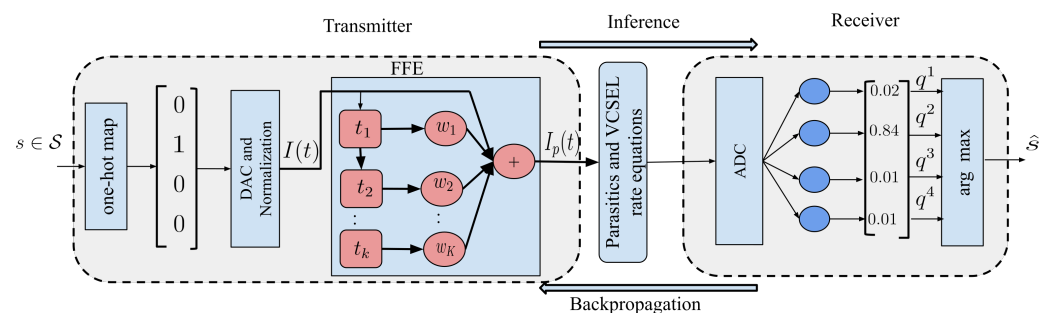 Transmitter
Inference
Receiver
s ∈ 𝒮
one-hot map
0
1
0
0
DAC and
Normalization
I(t)
FFE
t₁
w₁
t₂
w₂
⋮
⋮
tₖ
w_K
+
Iₚ(t)
Parasitics and VCSEL
rate equations
ADC
0.02
0.84
0.01
0.01
q¹
q²
q³
q⁴
arg max
ŝ
Backpropagation